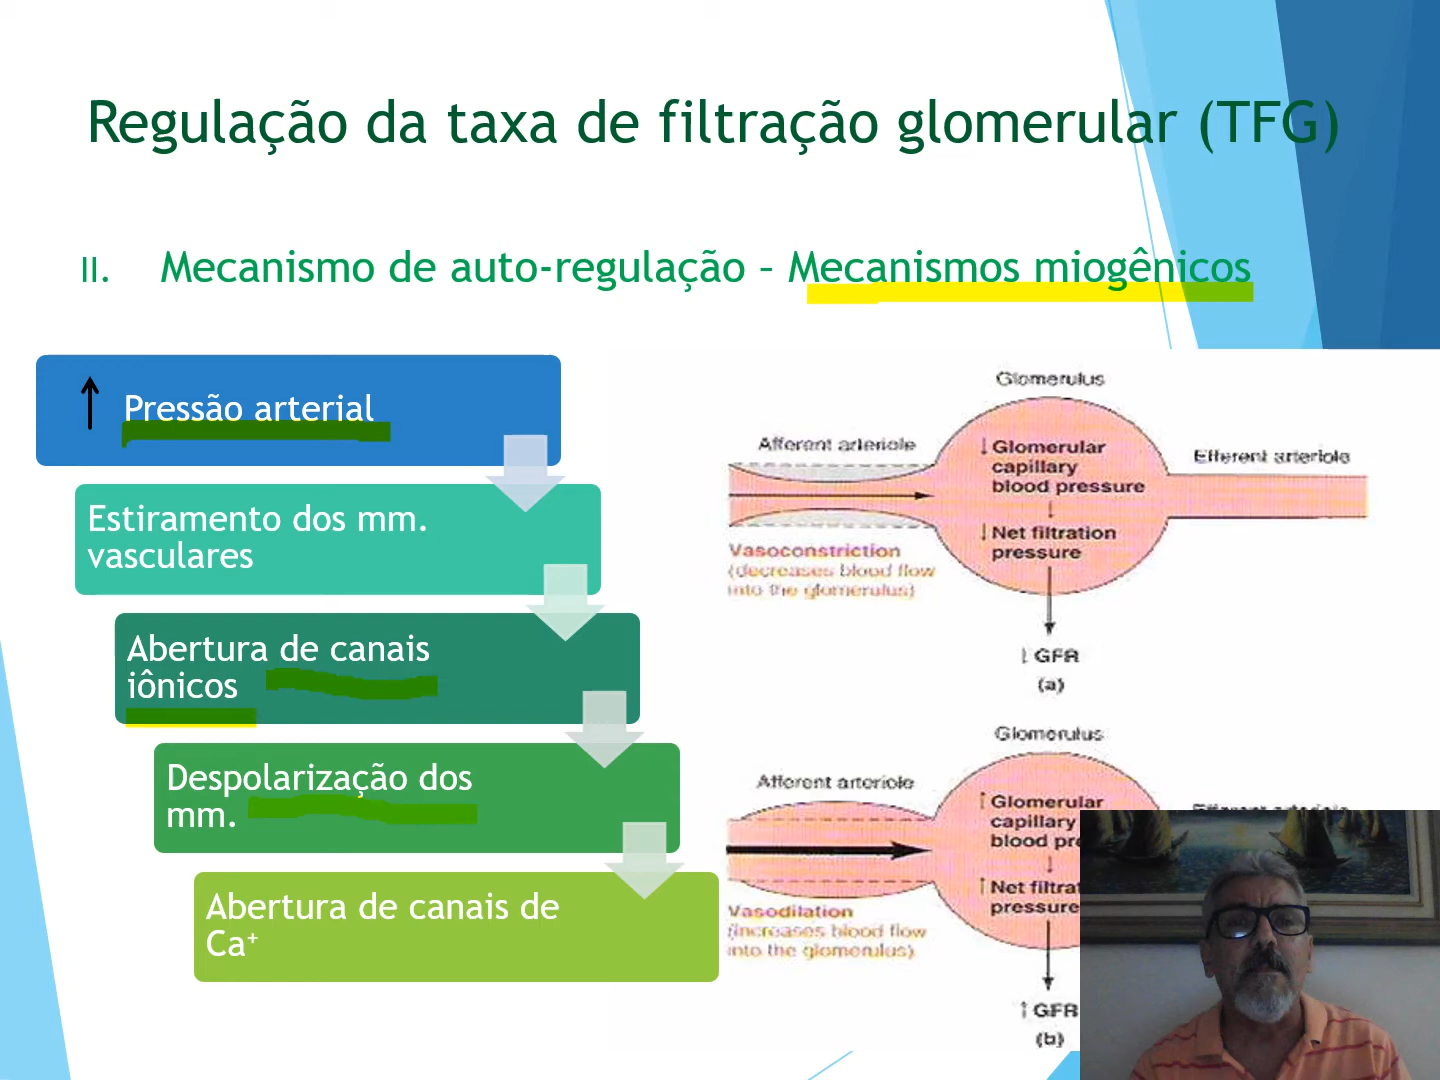 Regulação da taxa de filtração glomerular (TFG)
II. Mecanismo de auto-regulação – Mecanismos miogênicos
↑ Pressão arterial
Estiramento dos mm.
vasculares
Abertura de canais
iônicos
Despolarização dos
mm.
Abertura de canais de
Ca⁺
Glomerulus
Afferent arteriole
Efferent arteriole
↓ Glomerular
capillary
blood pressure
↓
↓ Net filtration
pressure
Vasoconstriction
(decreases blood flow
into the glomerulus)
↓ GFR
(a)
Glomerulus
Afferent arteriole
Efferent arteriole
↑ Glomerular
capillary
blood pre
↓
↑ Net filtrat
pressure
Vasodilation
(increases blood flow
into the glomerulus)
↑ GFR
(b)